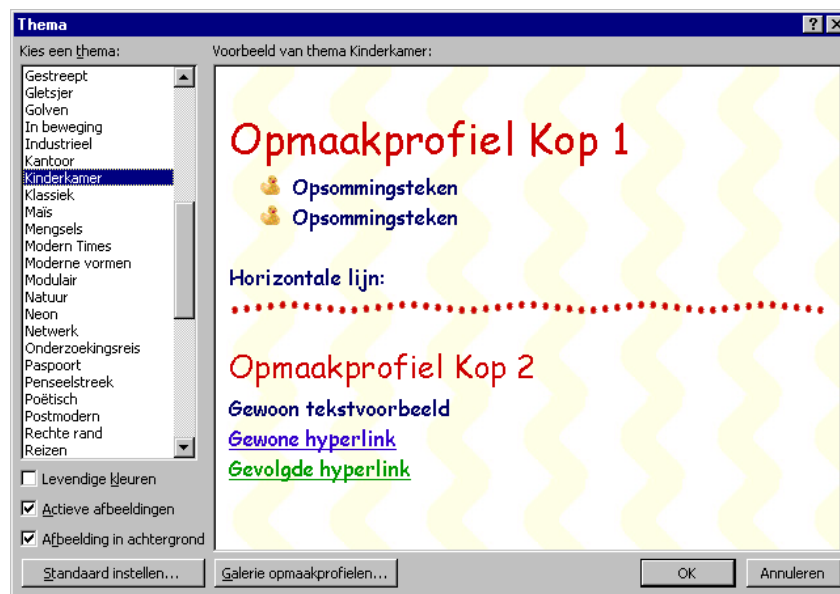 Thema
Kies een thema:
Voorbeeld van thema Kinderkamer:
Gestreept
Gletsjer
Golven
In beweging
Industrieel
Kantoor
Kinderkamer
Klassiek
Maïs
Mengsels
Modern Times
Moderne vormen
Modulair
Natuur
Neon
Netwerk
Onderzoekingsreis
Paspoort
Penseelstreek
Poëtisch
Postmodern
Rechte rand
Reizen
Levendige kleuren
Actieve afbeeldingen
Afbeelding in achtergrond
Opmaakprofiel Kop 1
Opsommingsteken
Opsommingsteken
Horizontale lijn:
Opmaakprofiel Kop 2
Gewoon tekstvoorbeeld
Gewone hyperlink
Gevolgde hyperlink
Standaard instellen...
Galerie opmaakprofielen...
OK
Annuleren